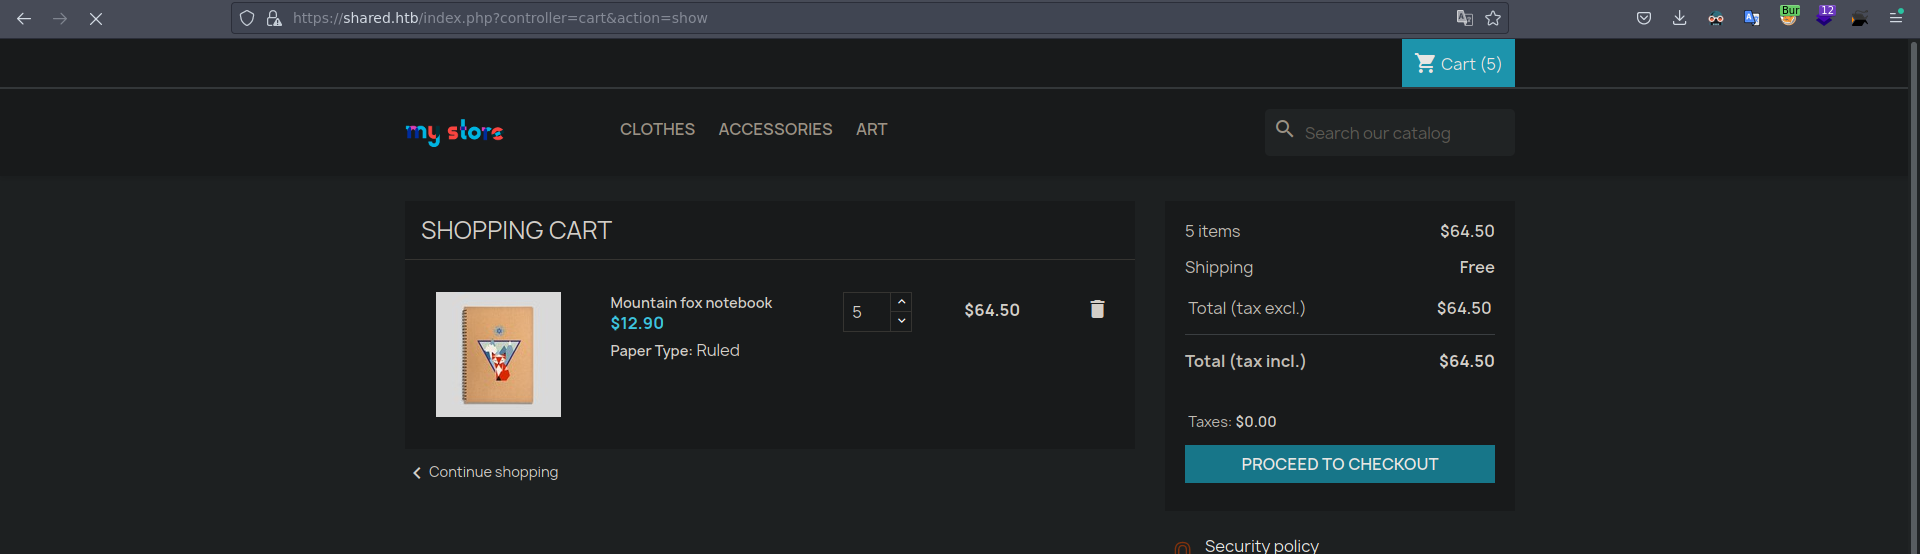 https://shared.htb/index.php?controller=cart&action=show
Bur
12
Cart (5)
my store
CLOTHES ACCESSORIES ART
Search our catalog
SHOPPING CART
Mountain fox notebook
$12.90
Paper Type: Ruled
5
$64.50
Continue shopping
5 items $64.50
Shipping Free
Total (tax excl.) $64.50
Total (tax incl.) $64.50
Taxes: $0.00
PROCEED TO CHECKOUT
Security policy